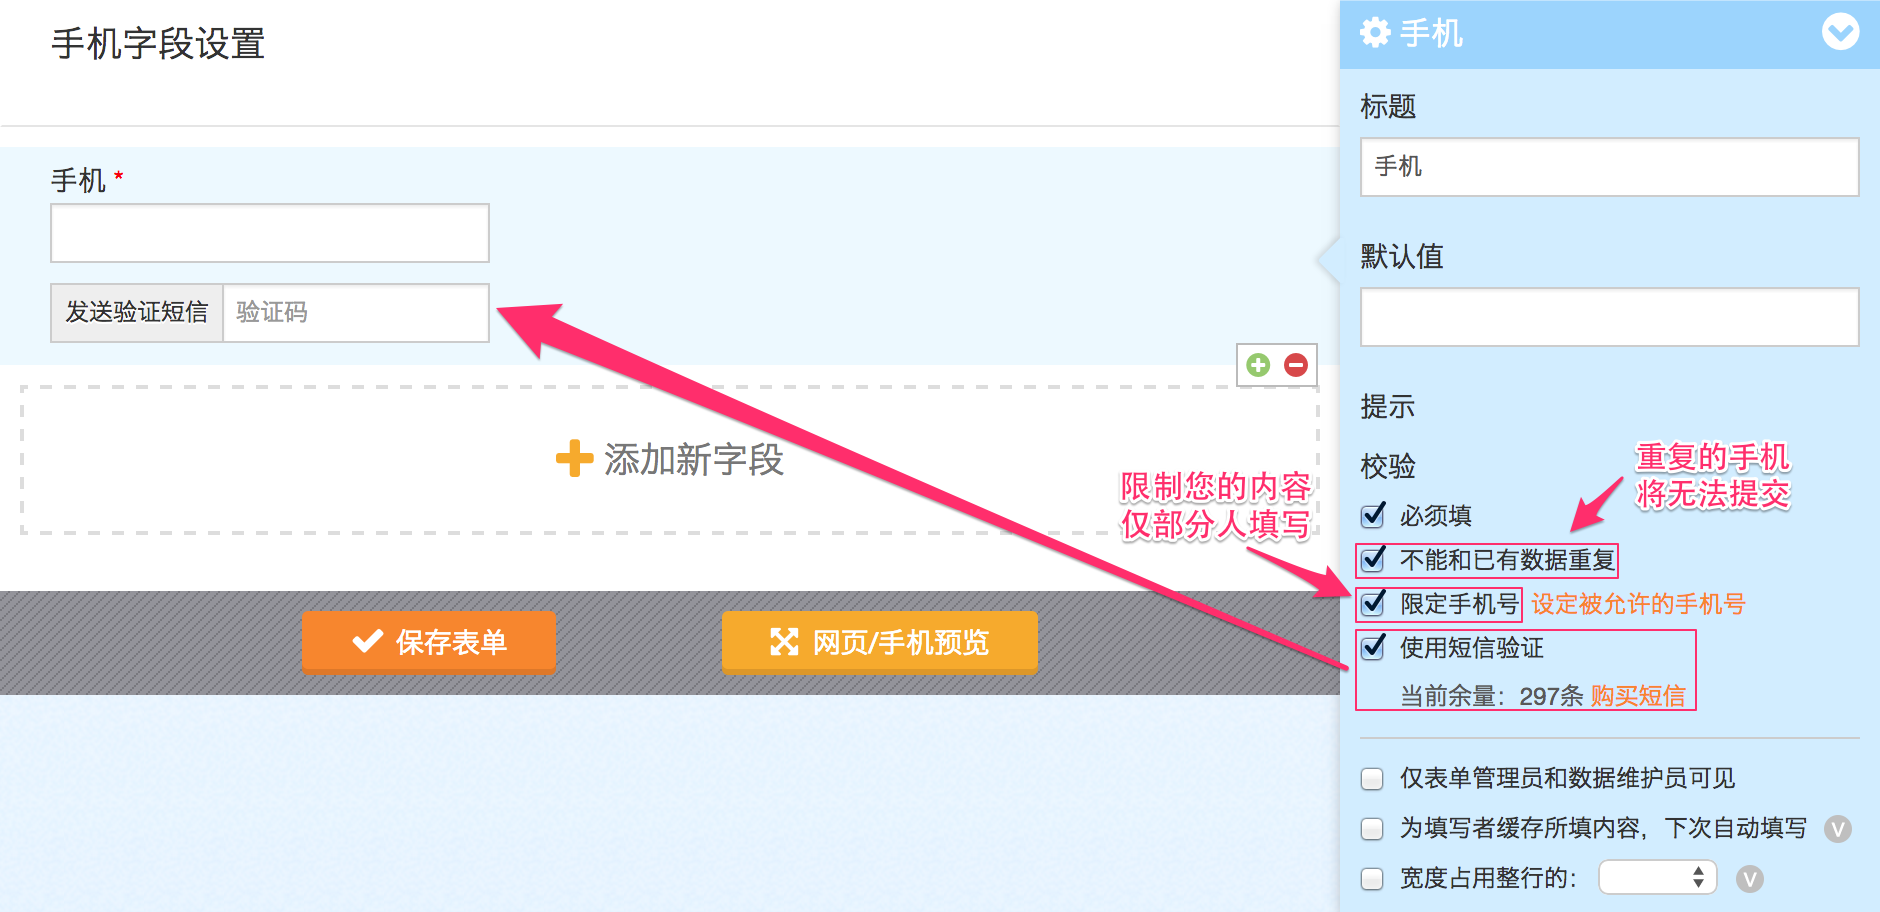 手机字段设置
手机 *
发送验证短信
验证码
添加新字段
限制您的内容
仅部分人填写
保存表单
网页/手机预览
手机
标题
手机
默认值
提示
校验
重复的手机
将无法提交
必须填
不能和已有数据重复
限定手机号 设定被允许的手机号
使用短信验证
当前余量：297条 购买短信
仅表单管理员和数据维护员可见
为填写者缓存所填内容，下次自动填写 V
宽度占用整行的： V